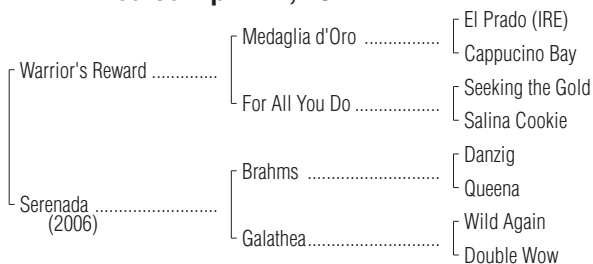 El Prado (IRE)
Medaglia d'Oro ................
Cappucino Bay
Warrior's Reward ..............
Seeking the Gold
For All You Do ..................
Salina Cookie
Danzig
Brahms ............................
Queena
Serenada ..........................
(2006)
Wild Again
Galathea............................
Double Wow